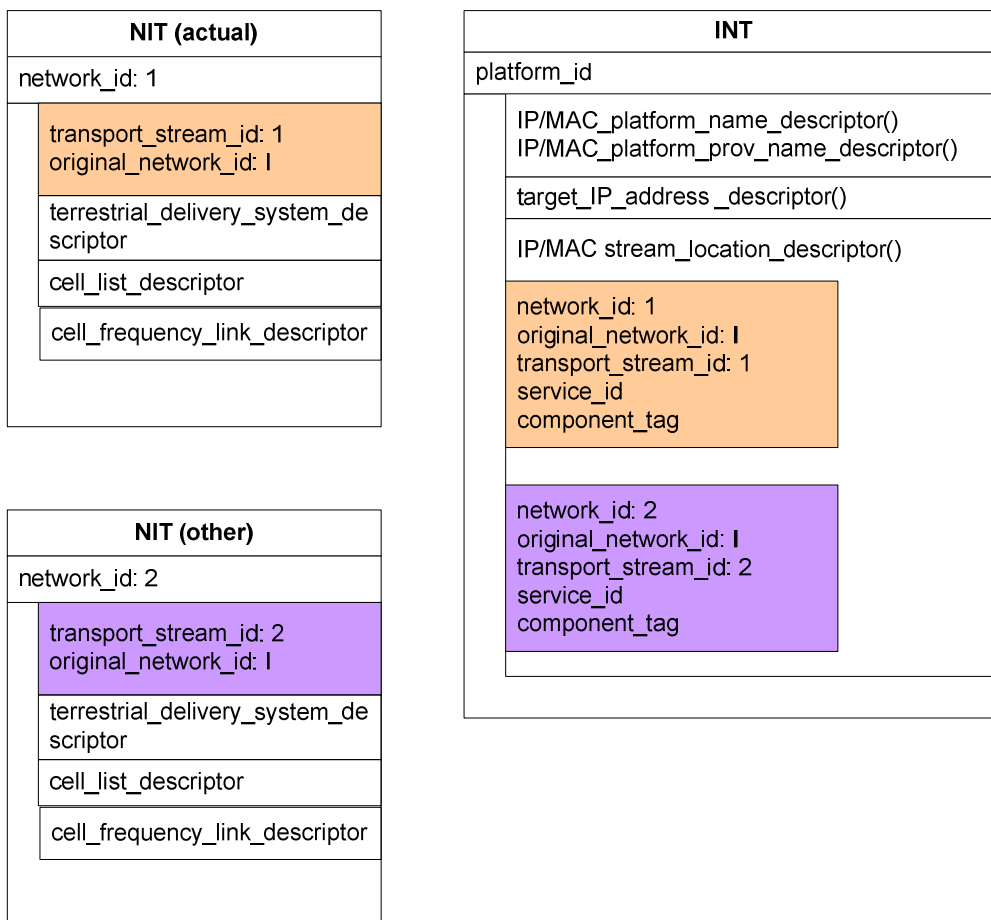 NIT (actual)
network_id: 1
transport_stream_id: 1
original_network_id: I
terrestrial_delivery_system_de
scriptor
cell_list_descriptor
cell_frequency_link_descriptor
NIT (other)
network_id: 2
transport_stream_id: 2
original_network_id: I
terrestrial_delivery_system_de
scriptor
cell_list_descriptor
cell_frequency_link_descriptor
INT
platform_id
IP/MAC_platform_name_descriptor()
IP/MAC_platform_prov_name_descriptor()
target_IP_address _descriptor()
IP/MAC stream_location_descriptor()
network_id: 1
original_network_id: I
transport_stream_id: 1
service_id
component_tag
network_id: 2
original_network_id: I
transport_stream_id: 2
service_id
component_tag